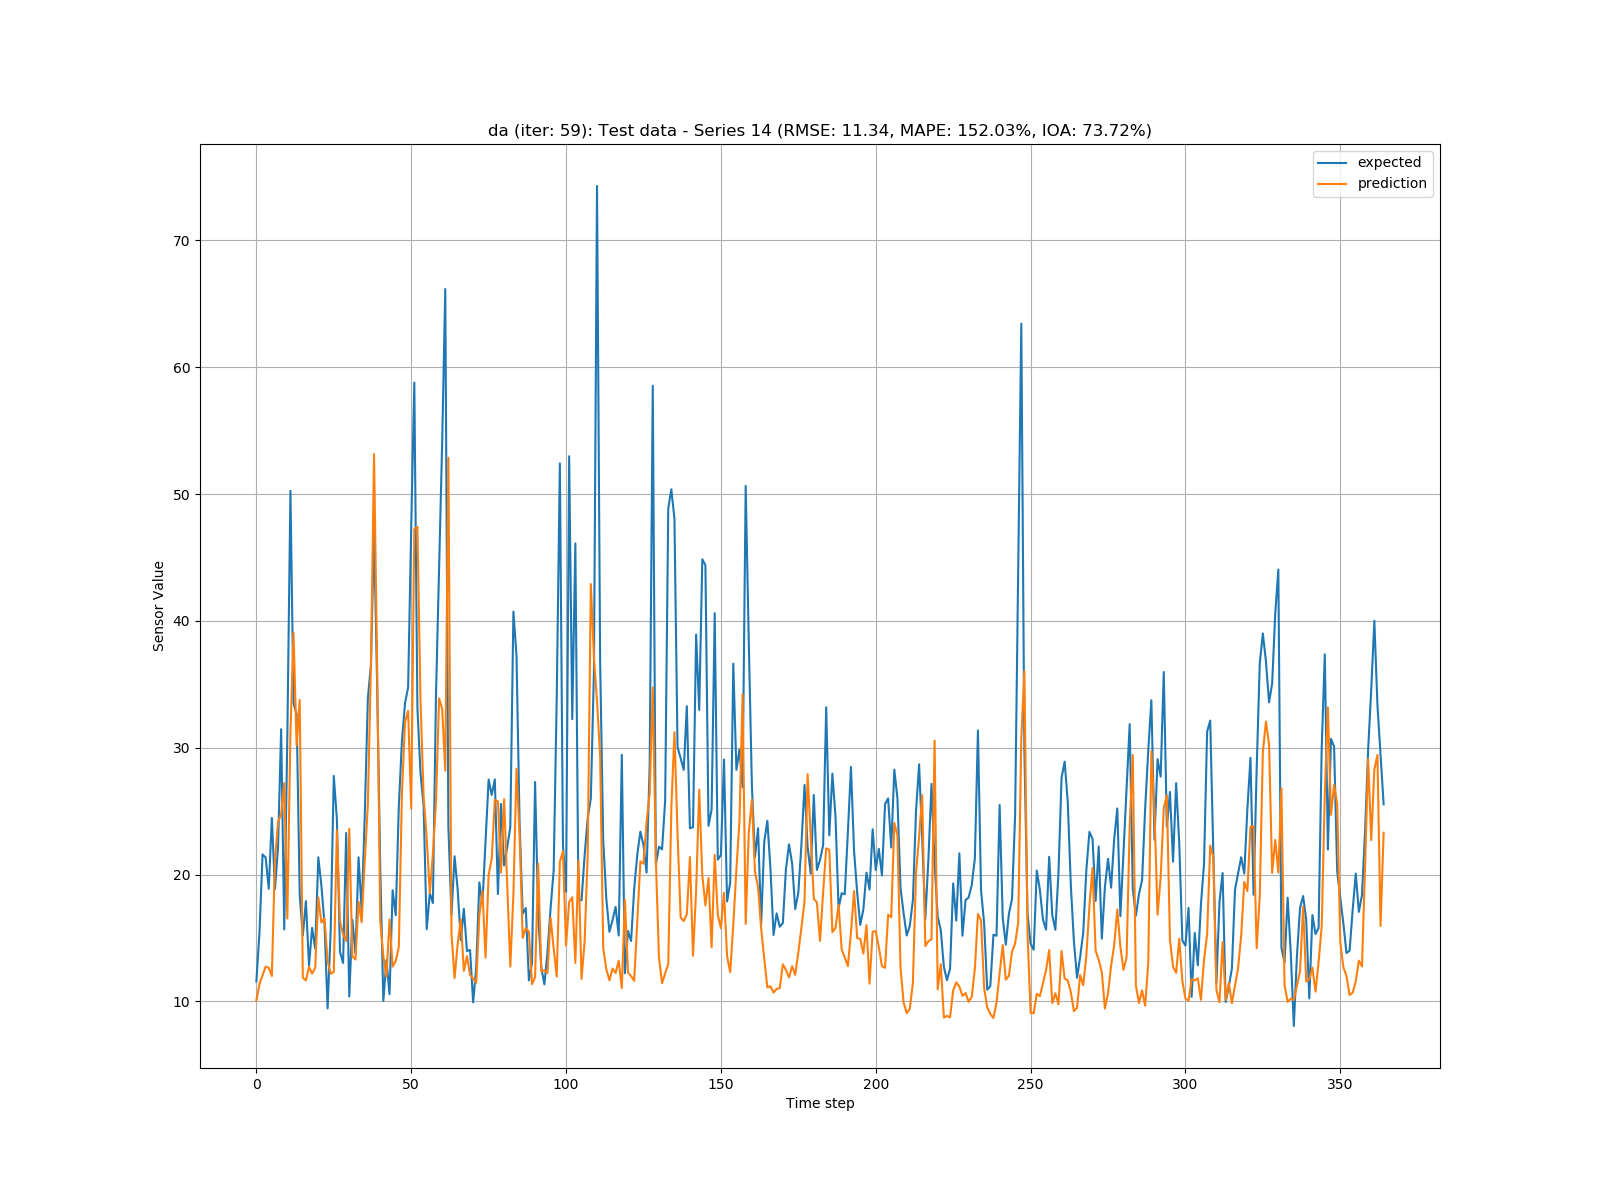 da (iter: 59): Test data - Series 14 (RMSE: 11.34, MAPE: 152.03%, IOA: 73.72%)
expected
prediction
70
60
50
40
30
20
10
Sensor Value
0 50 100 150 200 250 300 350
Time step